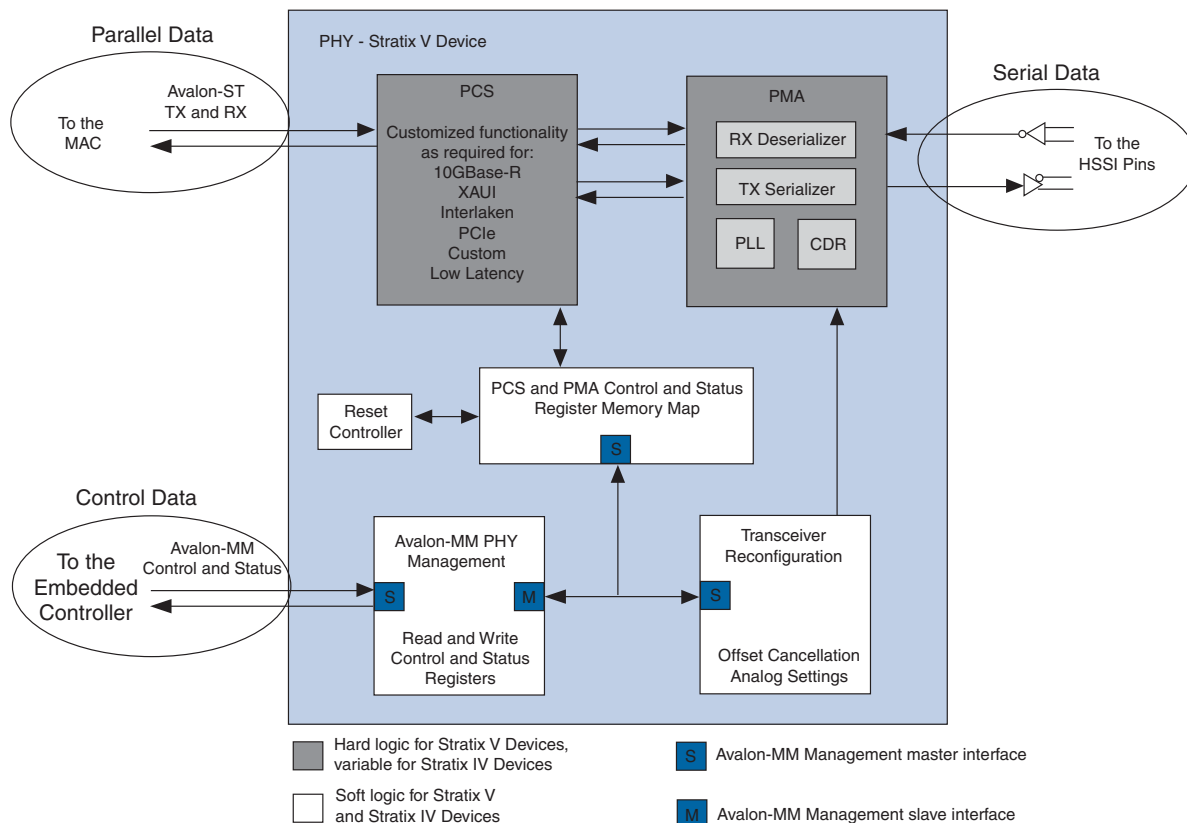 Parallel Data
Avalon-ST
TX and RX
To the
MAC
PHY - Stratix V Device
PCS
Customized functionality
as required for:
10GBase-R
XAUI
Interlaken
PCIe
Custom
Low Latency
PMA
RX Deserializer
TX Serializer
PLL
CDR
Serial Data
To the
HSSI Pins
PCS and PMA Control and Status
Register Memory Map
S
Reset
Controller
Control Data
Avalon-MM
Control and Status
To the
Embedded
Controller
Avalon-MM PHY
Management
S
M
Read and Write
Control and Status
Registers
Transceiver
Reconfiguration
S
Offset Cancellation
Analog Settings
Hard logic for Stratix V Devices,
variable for Stratix IV Devices
Soft logic for Stratix V
and Stratix IV Devices
S
Avalon-MM Management master interface
M
Avalon-MM Management slave interface